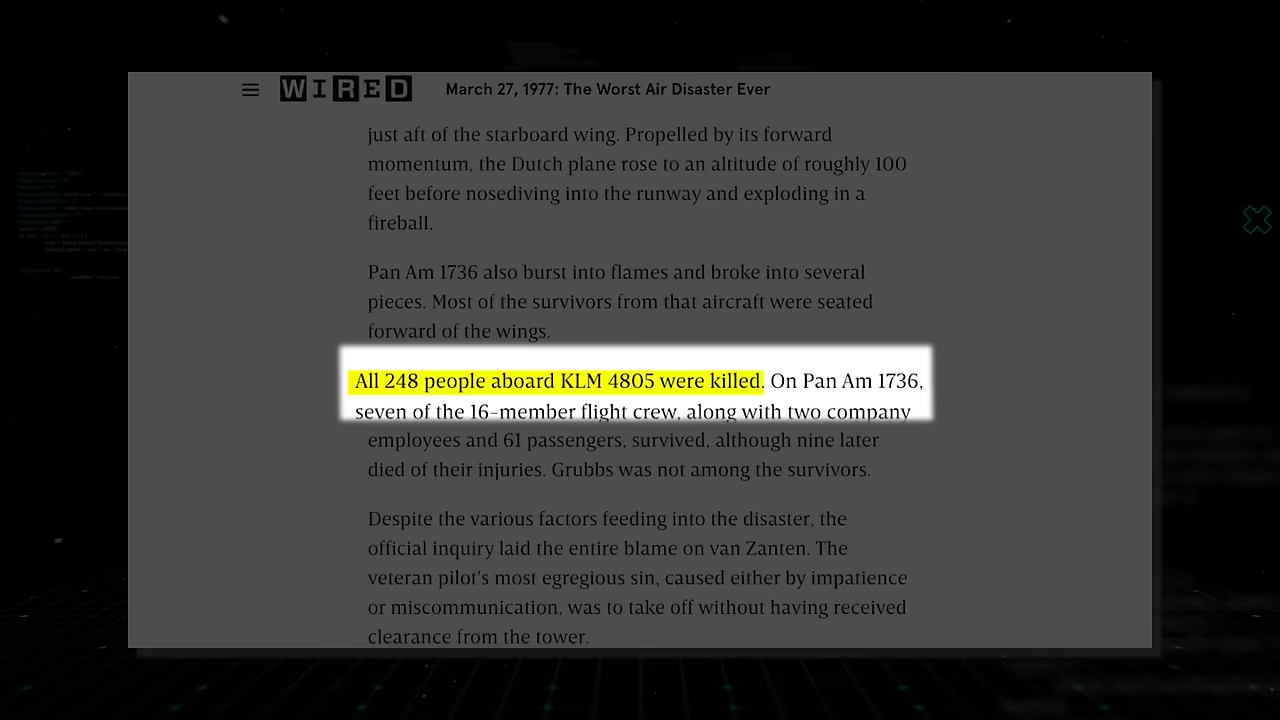 WIRED
March 27, 1977: The Worst Air Disaster Ever
just aft of the starboard wing. Propelled by its forward
momentum, the Dutch plane rose to an altitude of roughly 100
feet before nosediving into the runway and exploding in a
fireball.
Pan Am 1736 also burst into flames and broke into several
pieces. Most of the survivors from that aircraft were seated
forward of the wings.
All 248 people aboard KLM 4805 were killed. On Pan Am 1736,
seven of the 16-member flight crew, along with two company
employees and 61 passengers, survived, although nine later
died of their injuries. Grubbs was not among the survivors.
Despite the various factors feeding into the disaster, the
official inquiry laid the entire blame on van Zanten. The
veteran pilot's most egregious sin, caused either by impatience
or miscommunication, was to take off without having received
clearance from the tower.